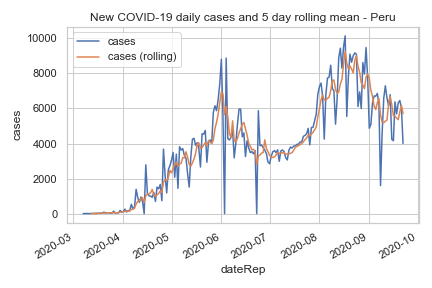 New COVID-19 daily cases and 5 day rolling mean - Peru
cases
cases (rolling)
10000
8000
6000
4000
2000
0
cases
2020-03
2020-04
2020-05
2020-06
2020-07
2020-08
2020-09
2020-10
dateRep